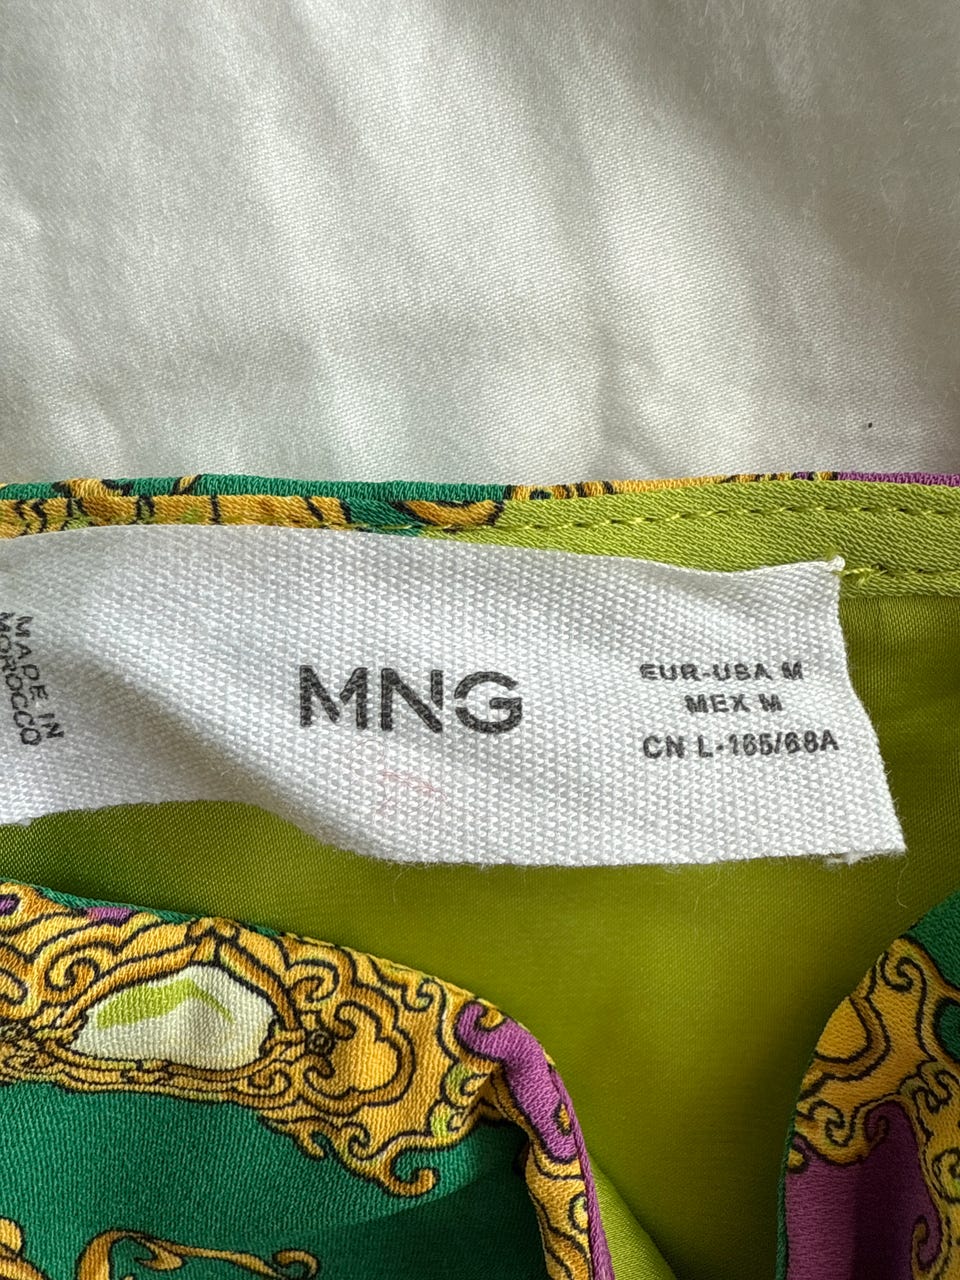 MADE IN
MOROCCO
MNG
EUR-USA M
MEX M
CN L-165/68A